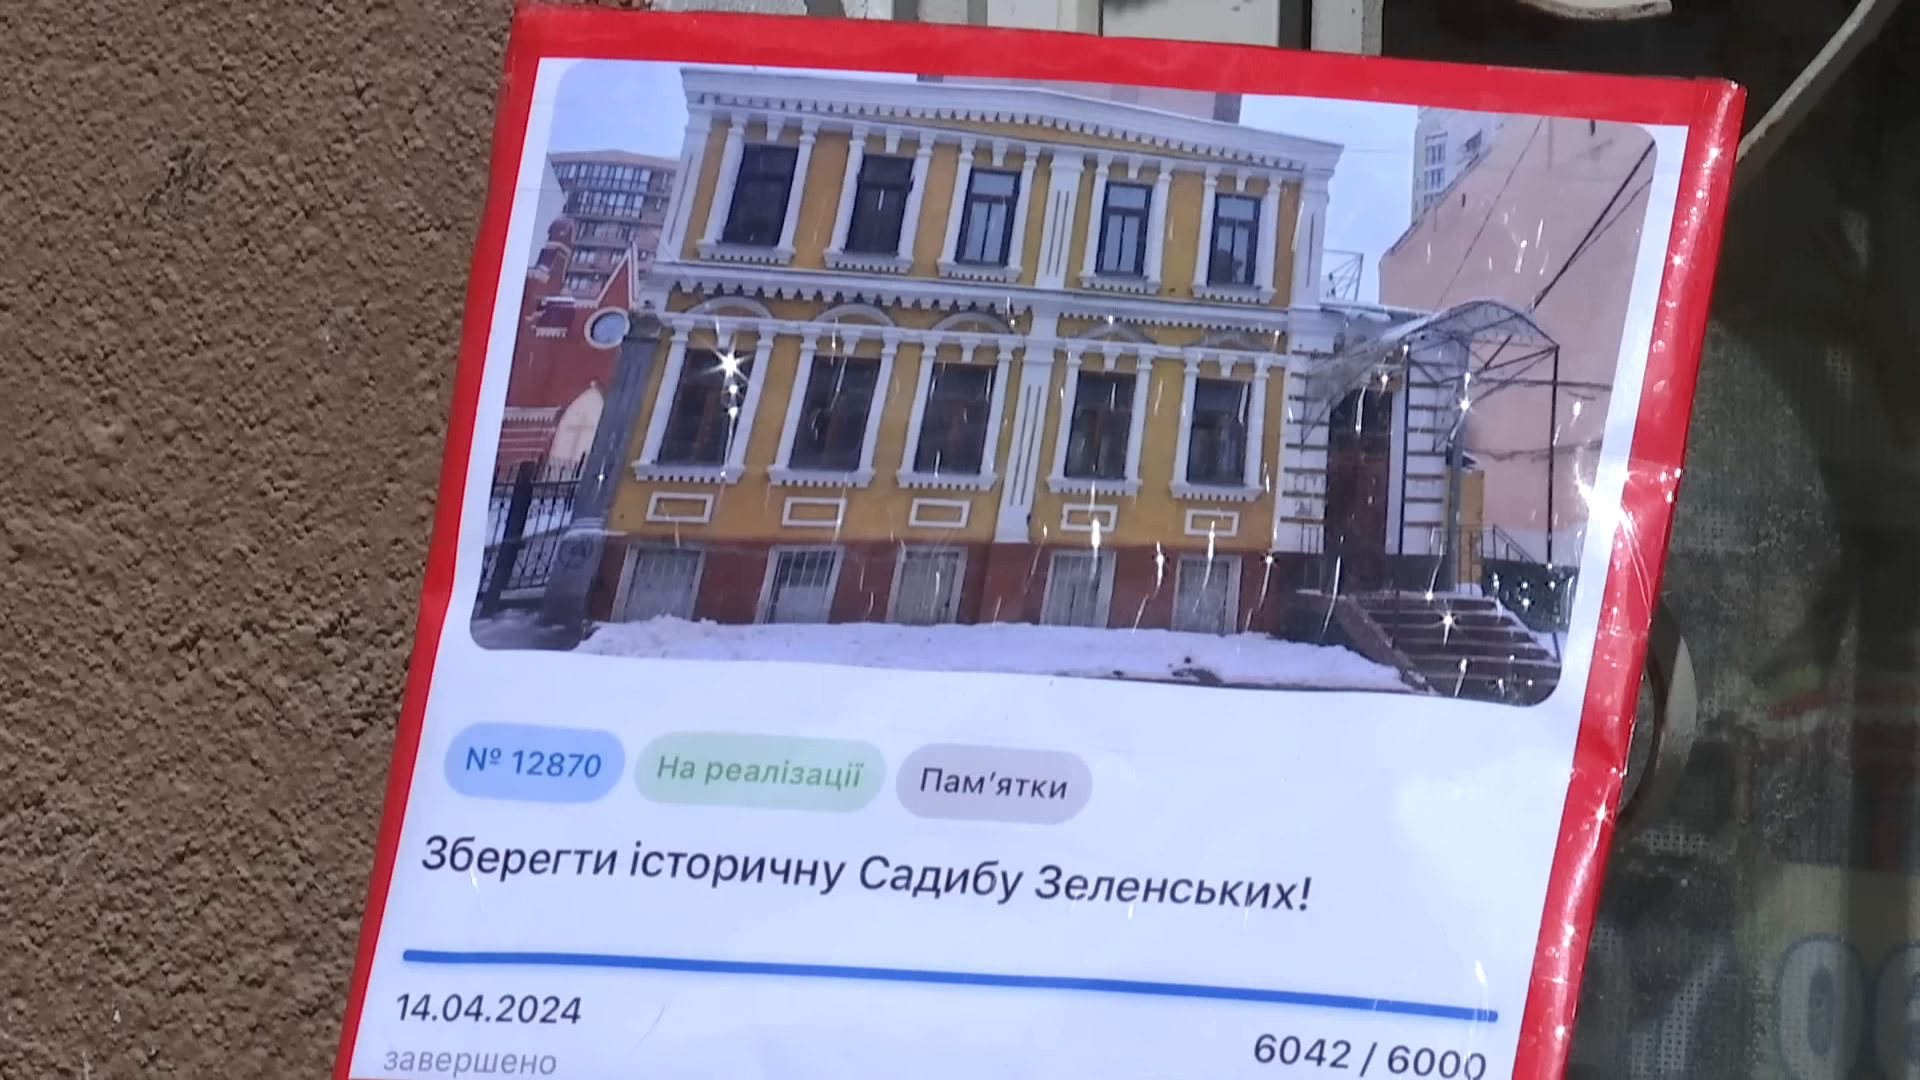 № 12870 На реалізації Пам'ятки
Зберегти історичну Садибу Зеленських!
14.04.2024
завершено
6042 / 6000